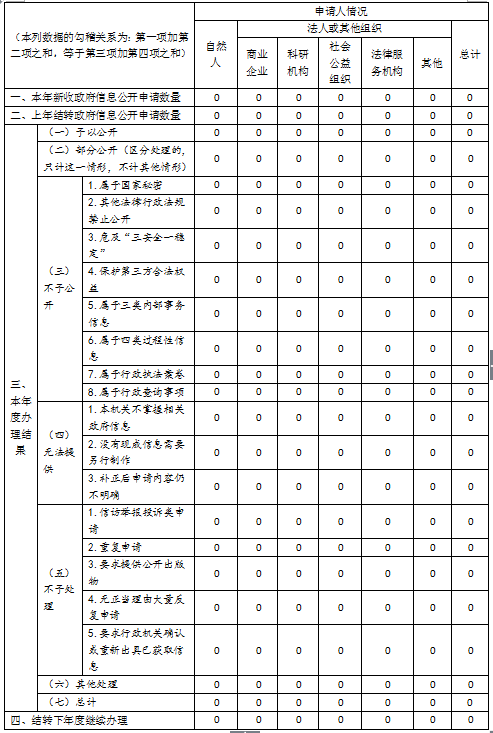 （本列数据的勾稽关系为：第一项加第
二项之和，等于第三项加第四项之和）
申请人情况
自然
人
法人或其他组织
总计
商业
企业
科研
机构
社会
公益
组织
法律服
务机构
其他
一、本年新收政府信息公开申请数量 0 0 0 0 0 0 0
二、上年结转政府信息公开申请数量 0 0 0 0 0 0 0
三、
本年
度办
理结
果
（一）予以公开 0 0 0 0 0 0 0
（二）部分公开（区分处理的，
只计这一情形，不计其他情形） 0 0 0 0 0 0 0
（三）
不予公
开
1.属于国家秘密 0 0 0 0 0 0 0
2.其他法律行政法规
禁止公开 0 0 0 0 0 0 0
3.危及“三安全一稳
定” 0 0 0 0 0 0 0
4.保护第三方合法权
益 0 0 0 0 0 0 0
5.属于三类内部事务
信息 0 0 0 0 0 0 0
6.属于四类过程性信
息 0 0 0 0 0 0 0
7.属于行政执法案卷 0 0 0 0 0 0 0
8.属于行政查询事项 0 0 0 0 0 0 0
（四）
无法提
供
1.本机关不掌握相关
政府信息 0 0 0 0 0 0 0
2.没有现成信息需要
另行制作 0 0 0 0 0 0 0
3.补正后申请内容仍
不明确 0 0 0 0 0 0 0
（五）
不予处
理
1.信访举报投诉类申
请 0 0 0 0 0 0 0
2.重复申请 0 0 0 0 0 0 0
3.要求提供公开出版
物 0 0 0 0 0 0 0
4.无正当理由大量反
复申请 0 0 0 0 0 0 0
5.要求行政机关确认
或重新出具已获取信
息 0 0 0 0 0 0 0
（六）其他处理 0 0 0 0 0 0 0
（七）总计 0 0 0 0 0 0 0
四、结转下年度继续办理 0 0 0 0 0 0 0